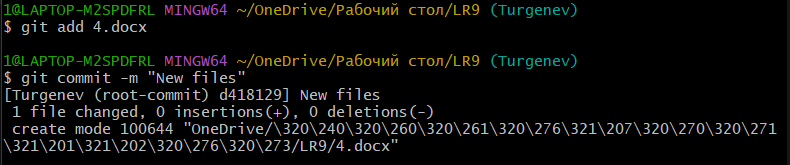 1@LAPTOP-M2SPDFRL MINGW64 ~/OneDrive/Рабочий стол/LR9 (Turgenev)
$ git add 4.docx
1@LAPTOP-M2SPDFRL MINGW64 ~/OneDrive/Рабочий стол/LR9 (Turgenev)
$ git commit -m "New files"
[Turgenev (root-commit) d418129] New files
 1 file changed, 0 insertions(+), 0 deletions(-)
 create mode 100644 "OneDrive/\320\240\320\260\320\261\320\276\321\207\320\270\320\271
\321\201\321\202\320\276\320\273/LR9/4.docx"